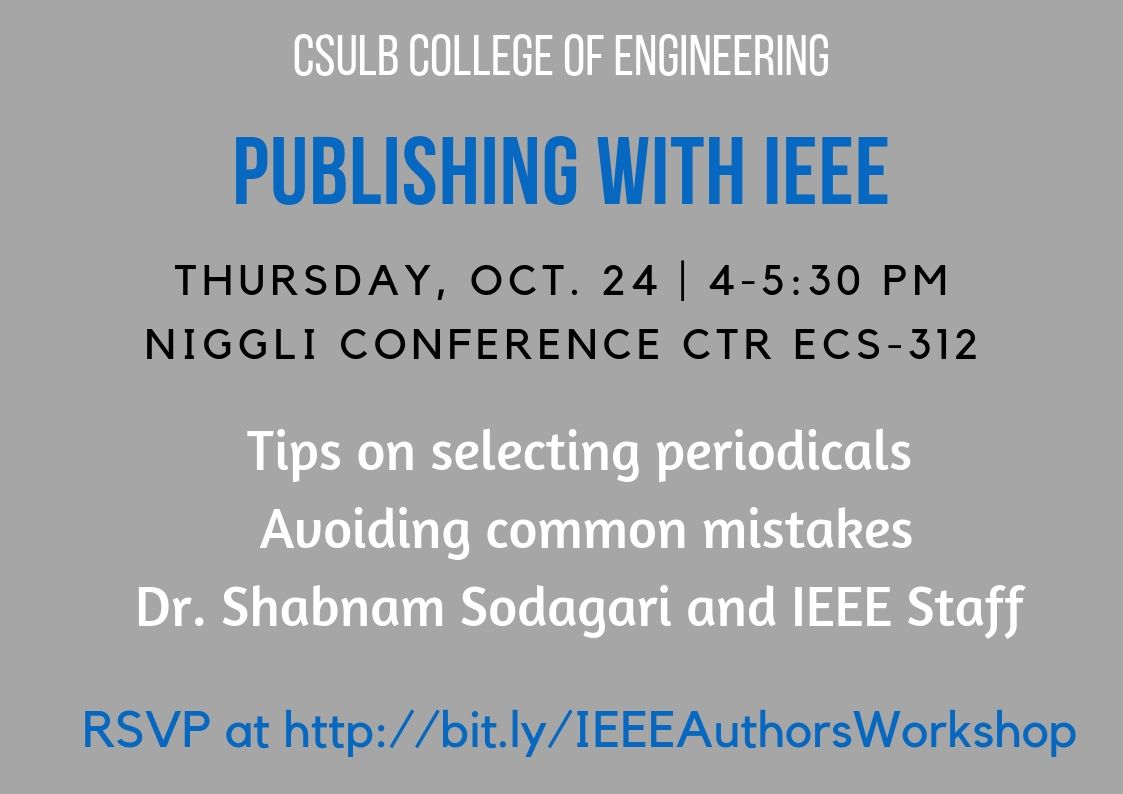 CSULB COLLEGE OF ENGINEERING
PUBLISHING WITH IEEE
THURSDAY, OCT. 24 | 4-5:30 PM
NIGGLI CONFERENCE CTR ECS-312
Tips on selecting periodicals
Avoiding common mistakes
Dr. Shabnam Sodagari and IEEE Staff
RSVP at http://bit.ly/IEEEAuthorsWorkshop